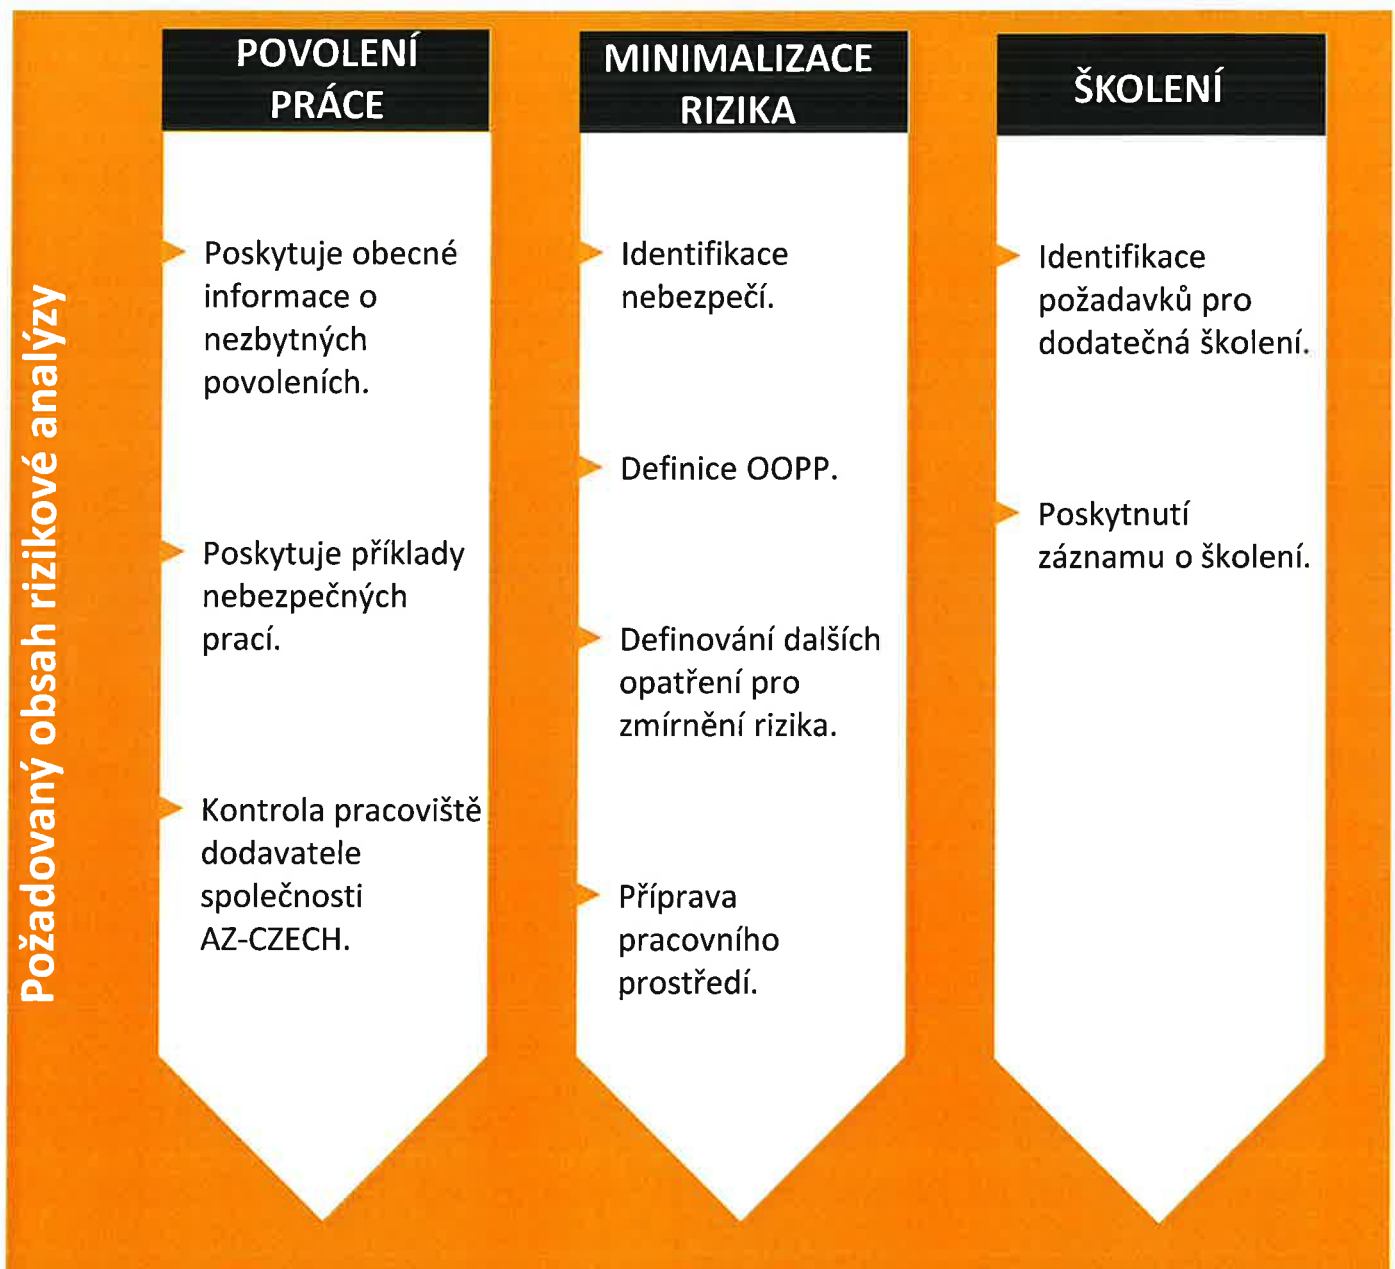 Požadovaný obsah rizikové analýzy
POVOLENÍ
PRÁCE
Poskytuje obecné
informace o
nezbytných
povoleních.
Poskytuje příklady
nebezpečných
prací.
Kontrola pracoviště
dodavatele
společnosti
AZ-CZECH.
MINIMALIZACE
RIZIKA
Identifikace
nebezpečí.
Definice OOPP.
Definování dalších
opatření pro
zmírnění rizika.
Příprava
pracovního
prostředí.
ŠKOLENÍ
Identifikace
požadavků pro
dodatečná školení.
Poskytnutí
záznamu o školení.